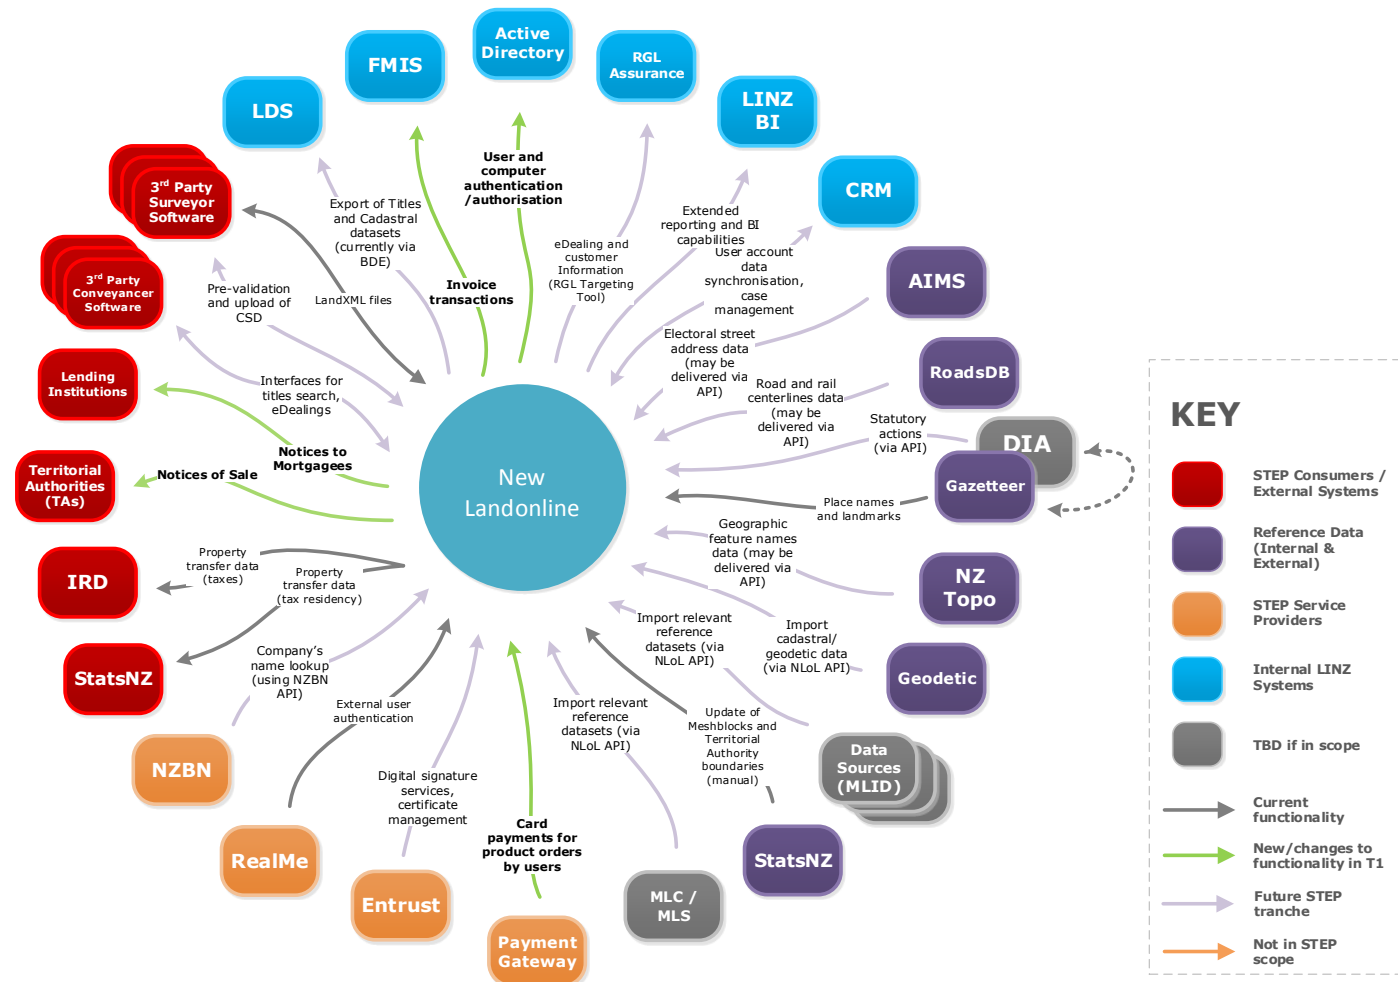 Active
Directory
FMIS
RGL
Assurance
LDS
LINZ
BI
CRM
3rd Party
Surveyor
Software
3rd Party
Conveyancer
Software
Lending
Institutions
Territorial
Authorities
(TAs)
IRD
StatsNZ
NZBN
RealMe
Entrust
Payment
Gateway
MLC /
MLS
StatsNZ
Data
Sources
(MLID)
Geodetic
NZ
Topo
Gazetteer
DIA
RoadsDB
AIMS
New
Landonline
User and
computer
authentication
/authorisation
Export of Titles
and Cadastral
datasets
(currently via
BDE)
Invoice
transactions
eDealing and
customer
Information
(RGL Targeting
Tool)
Extended
reporting and BI
capabilities
User account
data
synchronisation,
case
management
Electoral street
address data
(may be
delivered via
API)
Road and rail
centerlines data
(may be
delivered via
API)
Statutory
actions
(via API)
Place names
and landmarks
Geographic
feature names
data (may be
delivered via
API)
Import
cadastral/
geodetic data
(via NLoL API)
Import relevant
reference
datasets (via
NLoL API)
Update of
Meshblocks and
Territorial
Authority
boundaries
(manual)
Import relevant
reference
datasets (via
NLoL API)
Card
payments for
product orders
by users
Digital signature
services,
certificate
management
External user
authentication
Company's
name lookup
(using NZBN
API)
Property
transfer data
(tax residency)
Property
transfer data
(taxes)
Notices of Sale
Notices to
Mortgagees
Interfaces for
titles search,
eDealings
Pre-validation
and upload of
CSD
LandXML files
KEY
STEP Consumers /
External Systems
Reference Data
(Internal &
External)
STEP Service
Providers
Internal LINZ
Systems
TBD if in scope
Current
functionality
New/changes to
functionality in T1
Future STEP
tranche
Not in STEP
scope